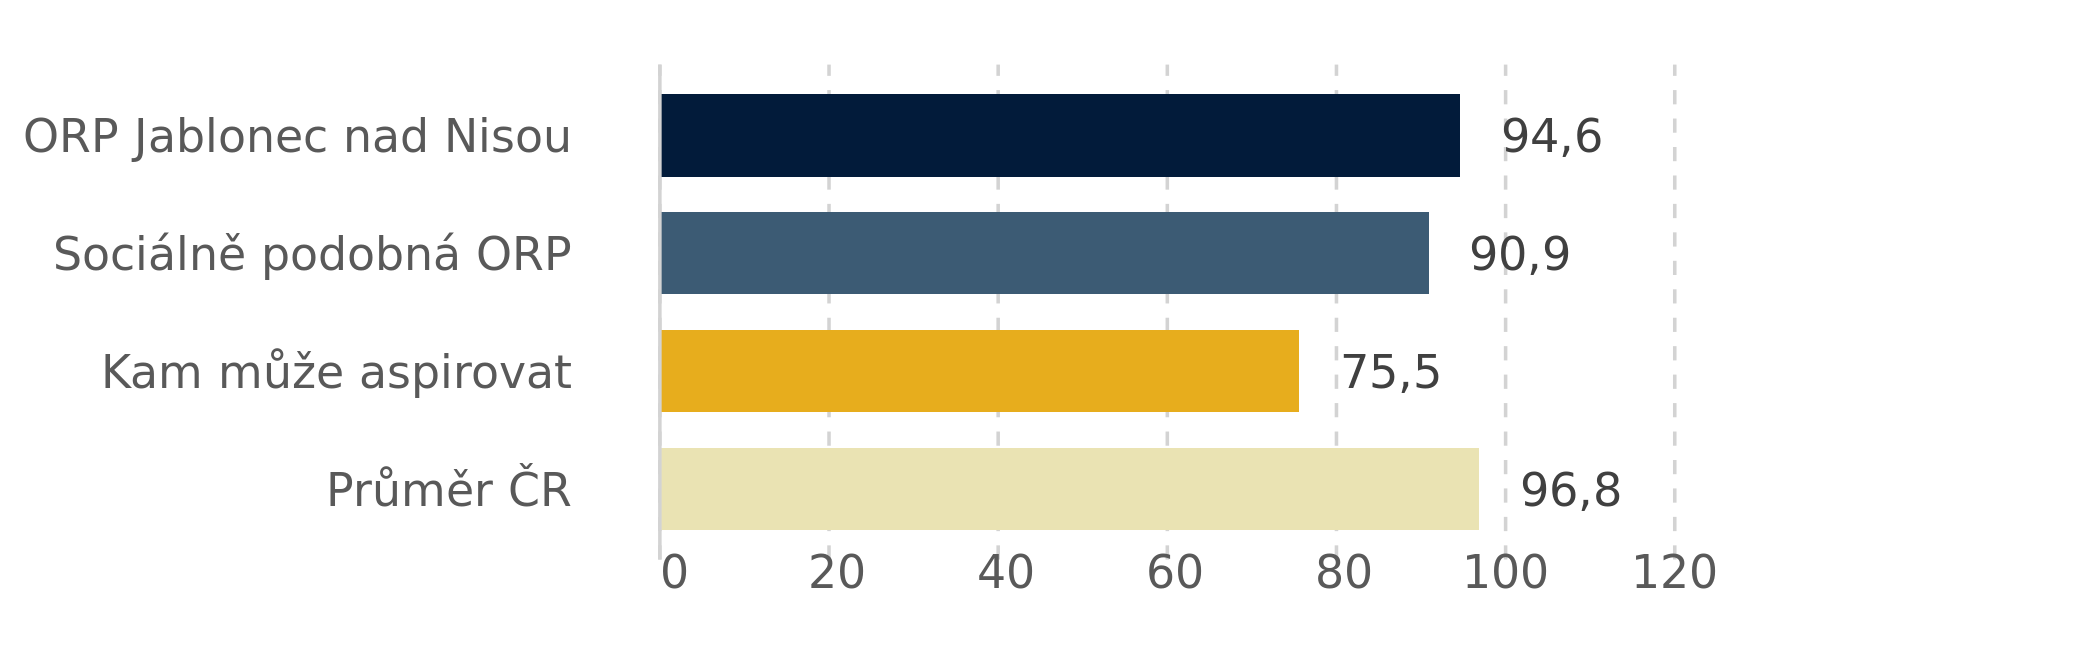 ORP Jablonec nad Nisou 94,6
Sociálně podobná ORP 90,9
Kam může aspirovat 75,5
Průměr ČR 96,8
0 20 40 60 80 100 120